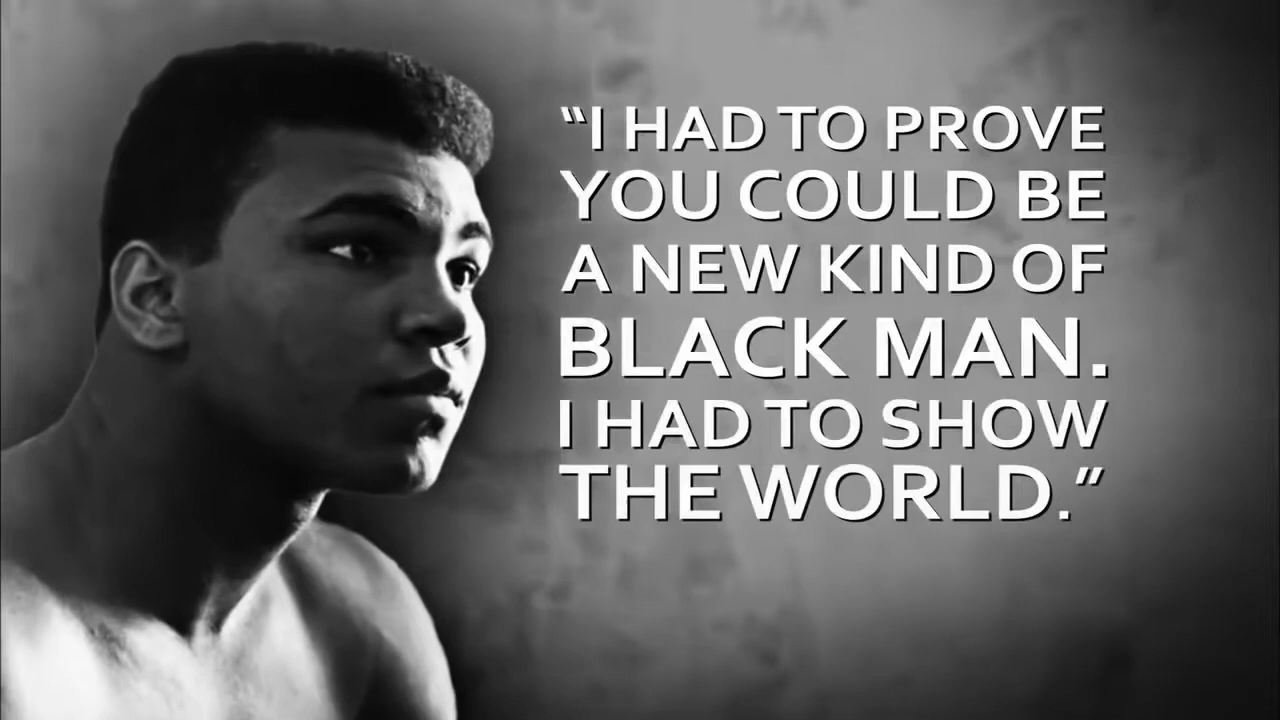 “I HAD TO PROVE
YOU COULD BE
A NEW KIND OF
BLACK MAN.
I HAD TO SHOW
THE WORLD.”